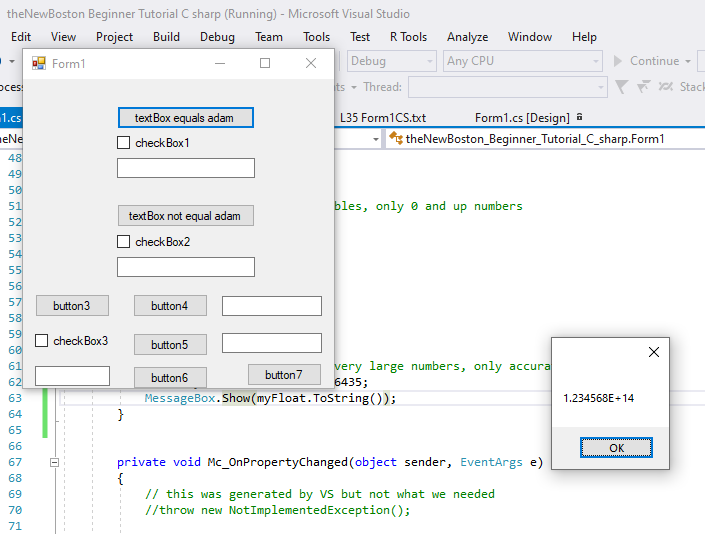 theNewBoston Beginner Tutorial C sharp (Running) - Microsoft Visual Studio
Edit View Project Build Debug Team Tools Test R Tools Analyze Window Help
Form1
Debug Any CPU Continue
Thread: Stack
1.cs L35 Form1CS.txt Form1.cs [Design]
theNewBoston_Beginner_Tutorial_C_sharp.Form1
textBox equals adam
checkBox1
textBox not equal adam
checkBox2
button3 button4
checkBox3 button5
button6 button7
48
49
50
51 bles, only 0 and up numbers
52
53
54
55
56
57
58
59
60
61 very large numbers, only accura
62 6435;
63 MessageBox.Show(myFloat.ToString());
64 }
65
66
67 private void Mc_OnPropertyChanged(object sender, EventArgs e)
68 {
69 // this was generated by VS but not what we needed
70 //throw new NotImplementedException();
71
1.234568E+14
OK